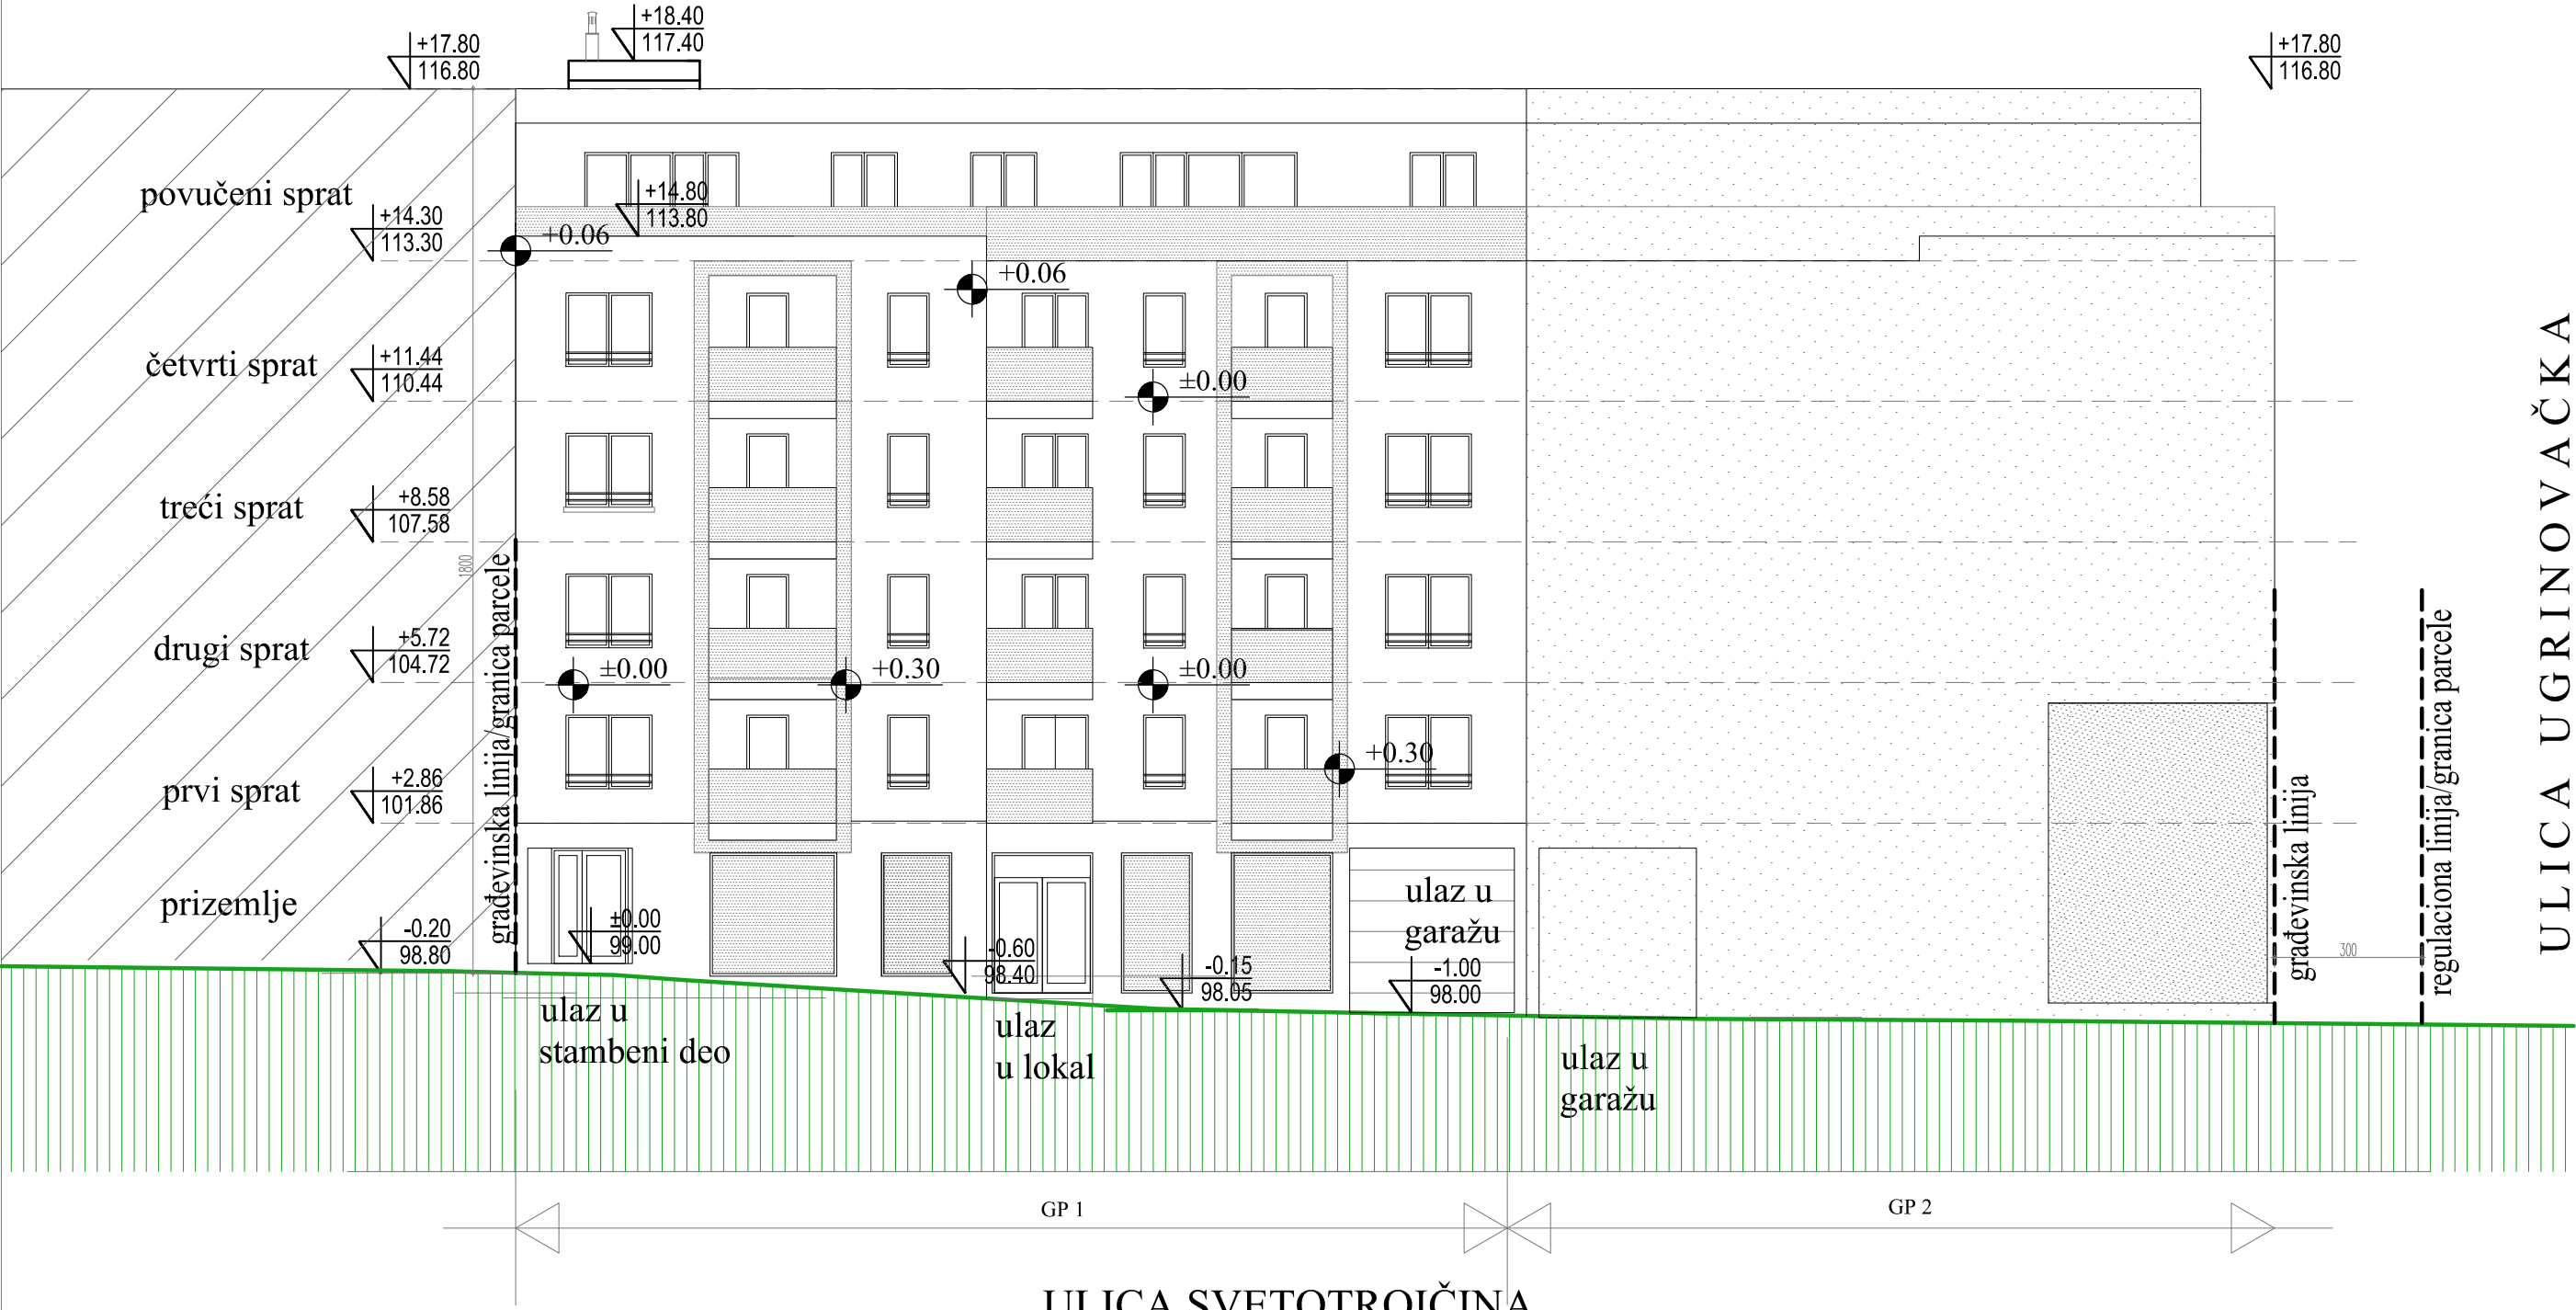 +18.40
117.40
+17.80
116.80
+17.80
116.80
povučeni sprat
+14.80
113.80
+14.30
113.30
+0.06
+0.06
četvrti sprat
+11.44
110.44
±0.00
treći sprat
+8.58
107.58
1800
drugi sprat
+5.72
104.72
±0.00
+0.30
±0.00
prvi sprat
+2.86
101.86
+0.30
prizemlje
-0.20
98.80
±0.00
99.00
-0.60
98.40
-0.15
98.05
ulaz u
garažu
-1.00
98.00
građevinska linija/granica parcele
građevinska linija
300
regulaciona linija/granica parcele
ULICA UGRINOVAČKA
ulaz u
stambeni deo
ulaz
u lokal
ulaz u
garažu
GP 1
GP 2
ULICA SVETOTROJČINA